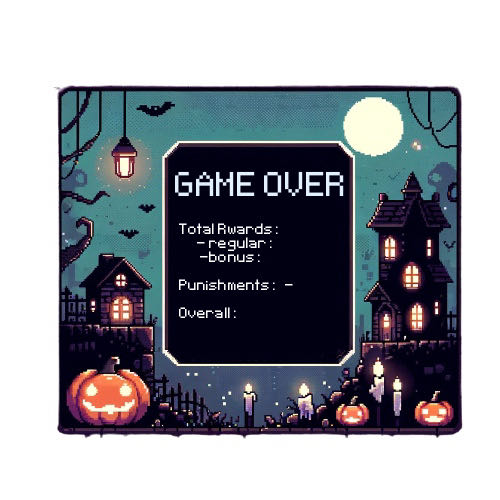 GAME OVER
Total Rwards:
- regular:
-bonus:
Punishments: -
Overall: